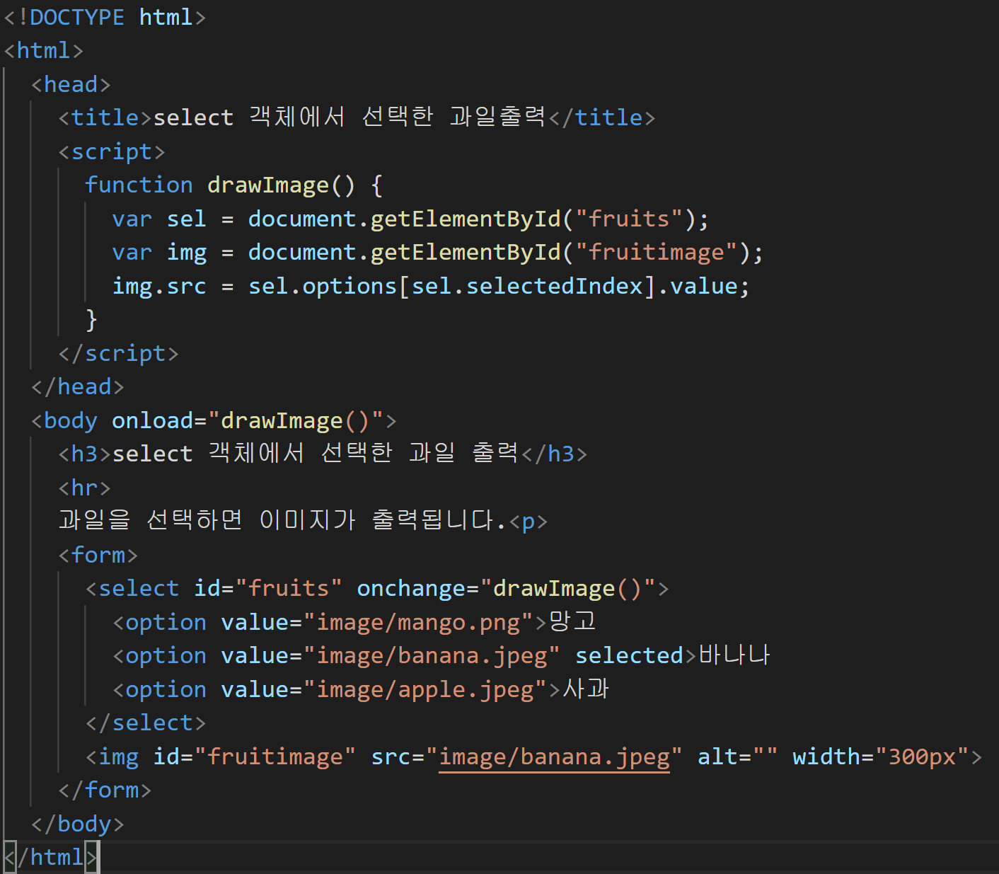 <!DOCTYPE html>
<html>
<head>
<title>select 객체에서 선택한 과일출력</title>
<script>
function drawImage() {
var sel = document.getElementById("fruits");
var img = document.getElementById("fruitimage");
img.src = sel.options[sel.selectedIndex].value;
}
</script>
</head>
<body onload="drawImage()">
<h3>select 객체에서 선택한 과일 출력</h3>
<hr>
과일을 선택하면 이미지가 출력됩니다.<p>
<form>
<select id="fruits" onchange="drawImage()">
<option value="image/mango.png">망고
<option value="image/banana.jpeg" selected>바나나
<option value="image/apple.jpeg">사과
</select>
<img id="fruitimage" src="image/banana.jpeg" alt="" width="300px">
</form>
</body>
</html>